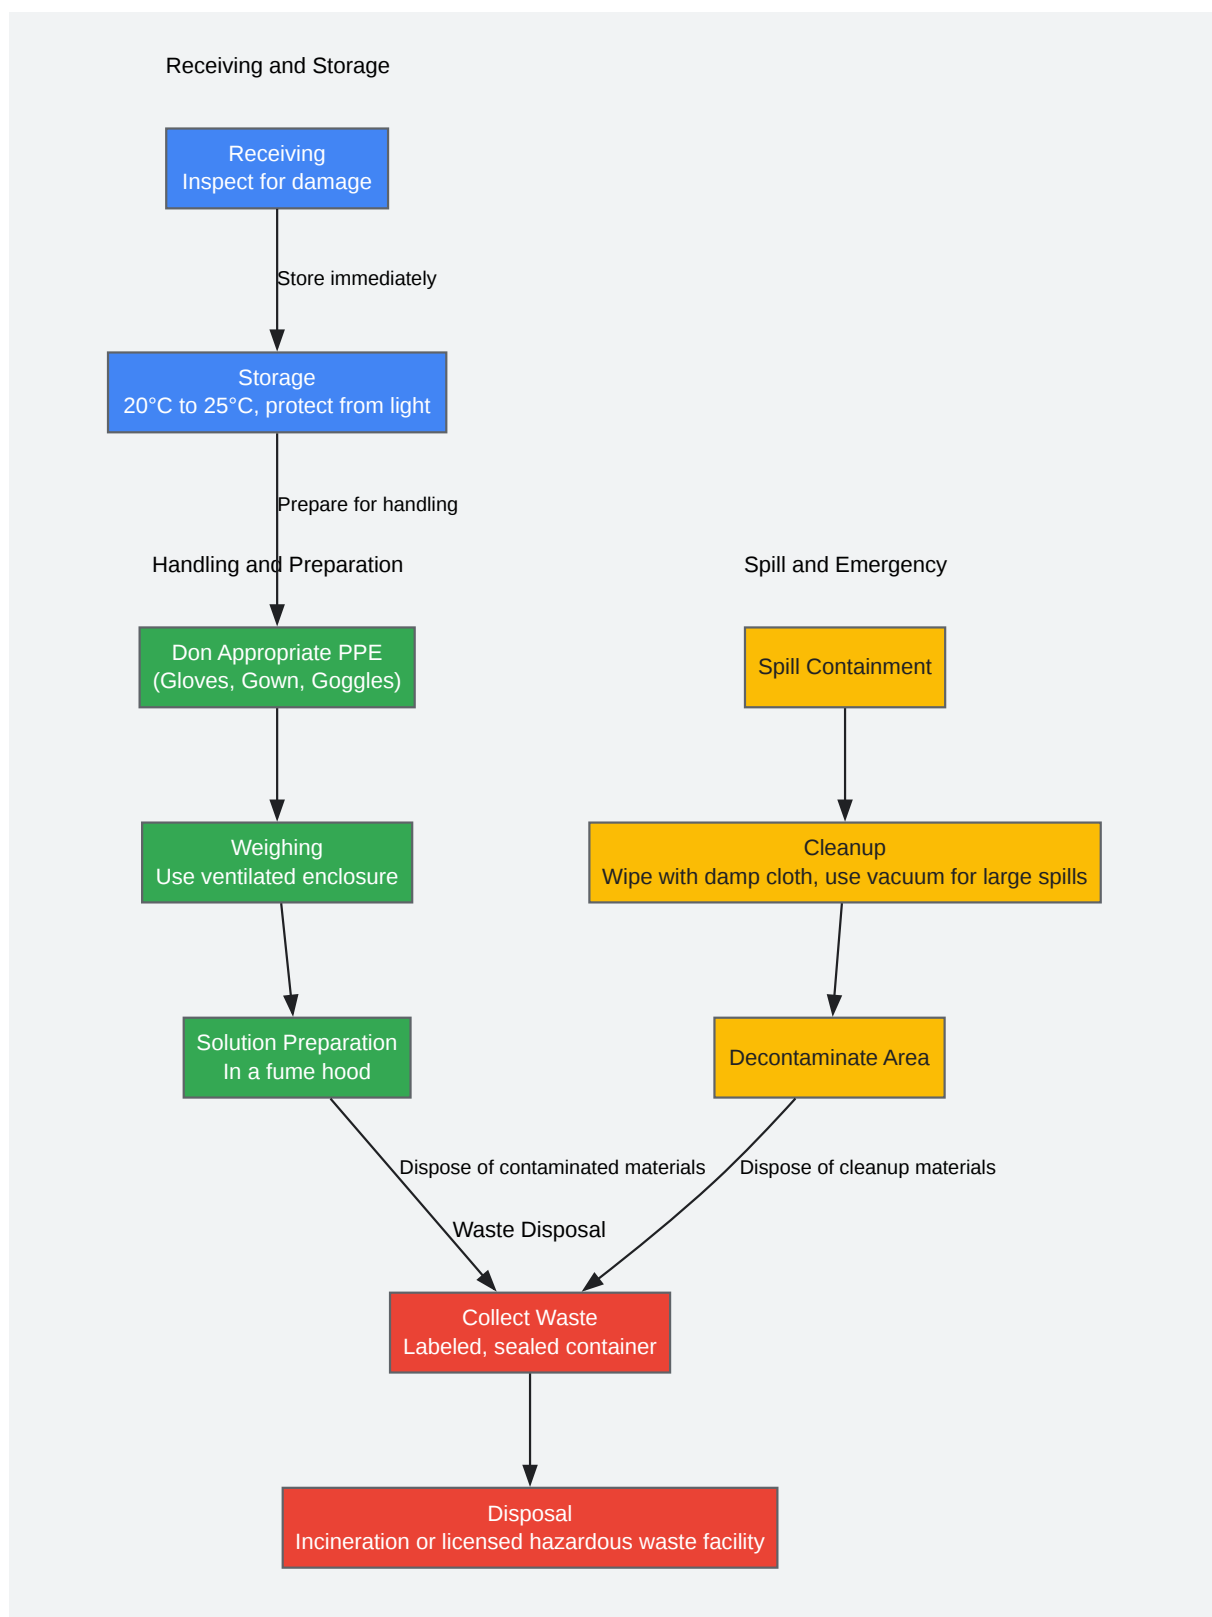 Receiving and Storage
Receiving
Inspect for damage
Store immediately
Storage
20°C to 25°C, protect from light
Prepare for handling
Handling and Preparation
Don Appropriate PPE
(Gloves, Gown, Goggles)
Weighing
Use ventilated enclosure
Solution Preparation
In a fume hood
Dispose of contaminated materials
Spill and Emergency
Spill Containment
Cleanup
Wipe with damp cloth, use vacuum for large spills
Decontaminate Area
Dispose of cleanup materials
Waste Disposal
Collect Waste
Labeled, sealed container
Disposal
Incineration or licensed hazardous waste facility